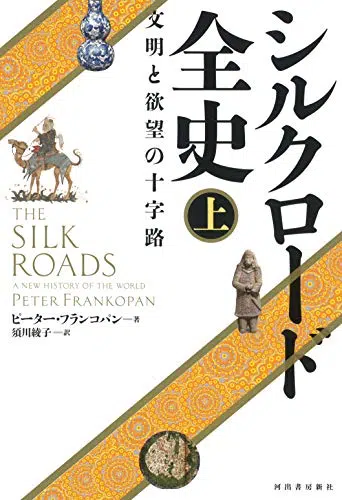 シルクロード
全史 上
文明と欲望の十字路
THE
SILK
ROADS
A NEW HISTORY OF THE WORLD
PETER FRANKOPAN
ピーター・フランコパン―著
須川綾子―訳
河出書房新社